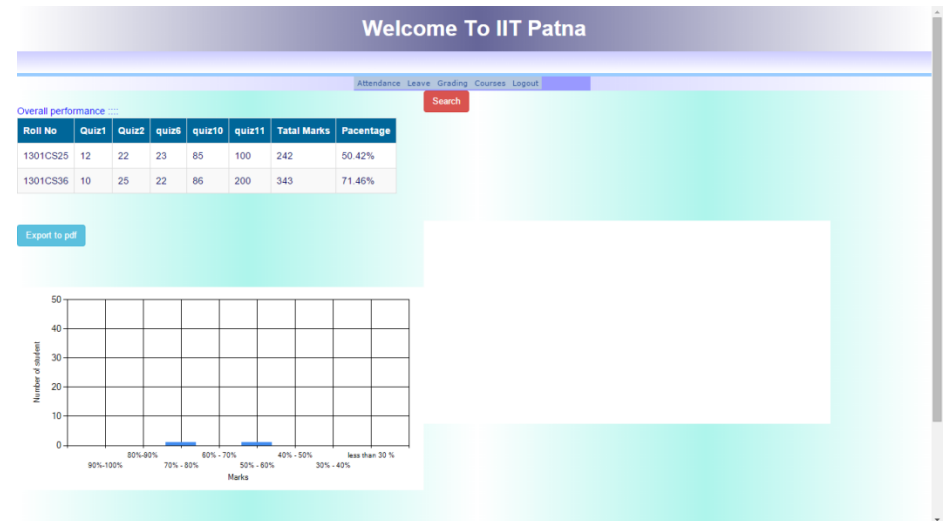 Welcome To IIT Patna
Attendance Leave Grading Courses Logout
Search
Overall performance ::::
Roll No Quiz1 Quiz2 quiz6 quiz10 quiz11 Tatal Marks Pacentage
1301CS25 12 22 23 85 100 242 50.42%
1301CS36 10 25 22 86 200 343 71.46%
Export to pdf
50
40
30
20
10
0
Number of student
80%-90% 60% - 70% 40% - 50% less than 30 %
90%-100% 70% - 80% 50% - 60% 30% - 40%
Marks